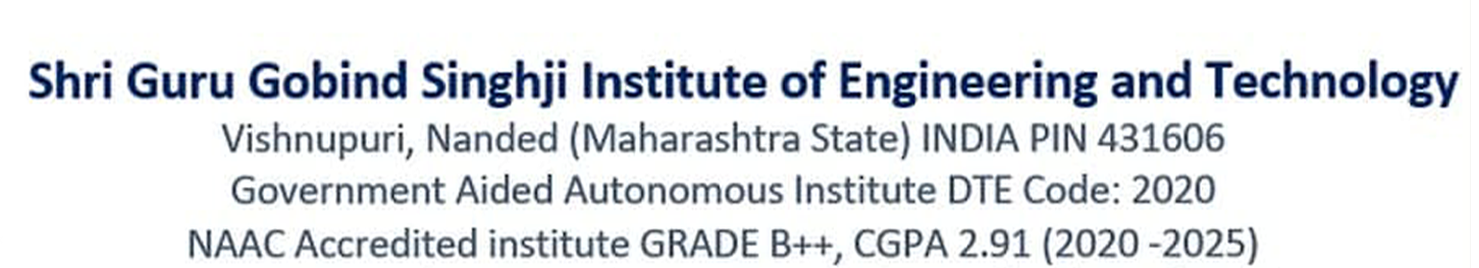 Shri Guru Gobind Singhji Institute of Engineering and Technology
Vishnupuri, Nanded (Maharashtra State) INDIA PIN 431606
Government Aided Autonomous Institute DTE Code: 2020
NAAC Accredited institute GRADE B++, CGPA 2.91 (2020 -2025)